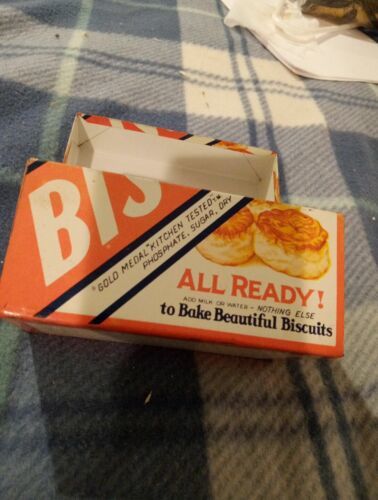 BIS
"GOLD MEDAL "KITCHEN TESTED"
PHOSPHATE, SUGAR, DRY
ALL READY!
ADD MILK OR WATER - NOTHING ELSE
to Bake Beautiful Biscuits